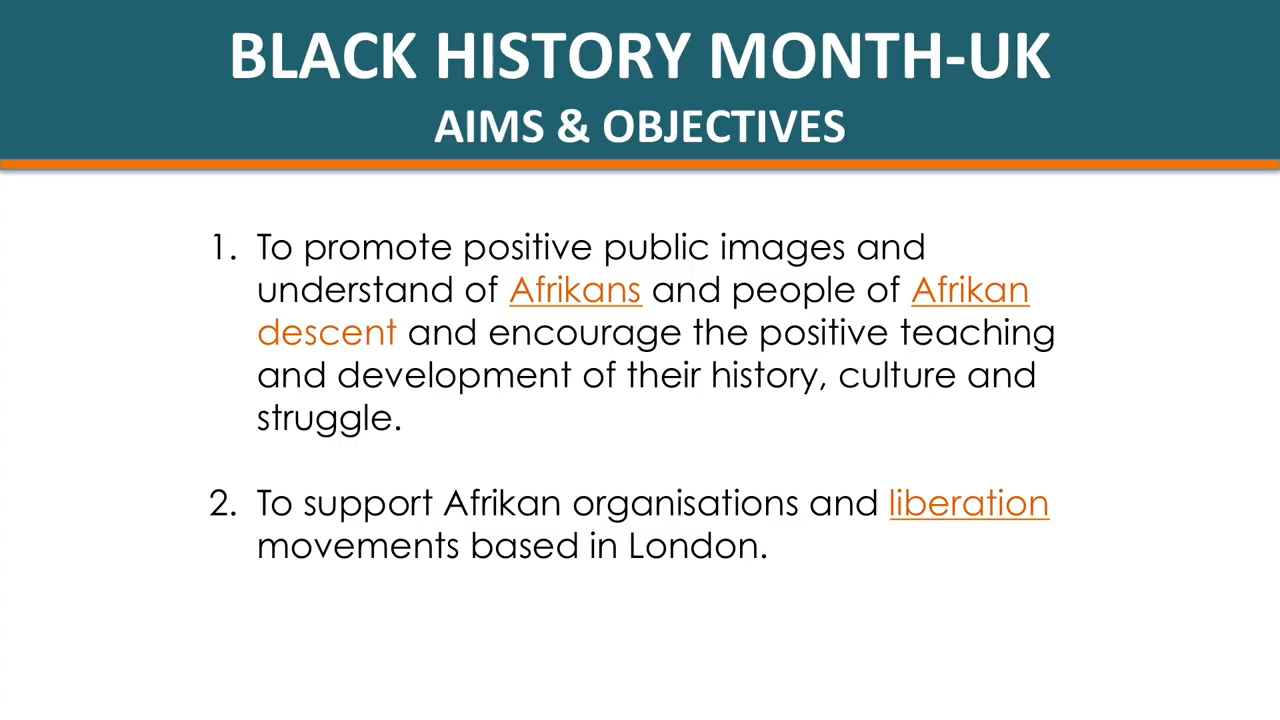 BLACK HISTORY MONTH-UK
AIMS & OBJECTIVES
1. To promote positive public images and
understand of Afrikans and people of Afrikan
descent and encourage the positive teaching
and development of their history, culture and
struggle.
2. To support Afrikan organisations and liberation
movements based in London.